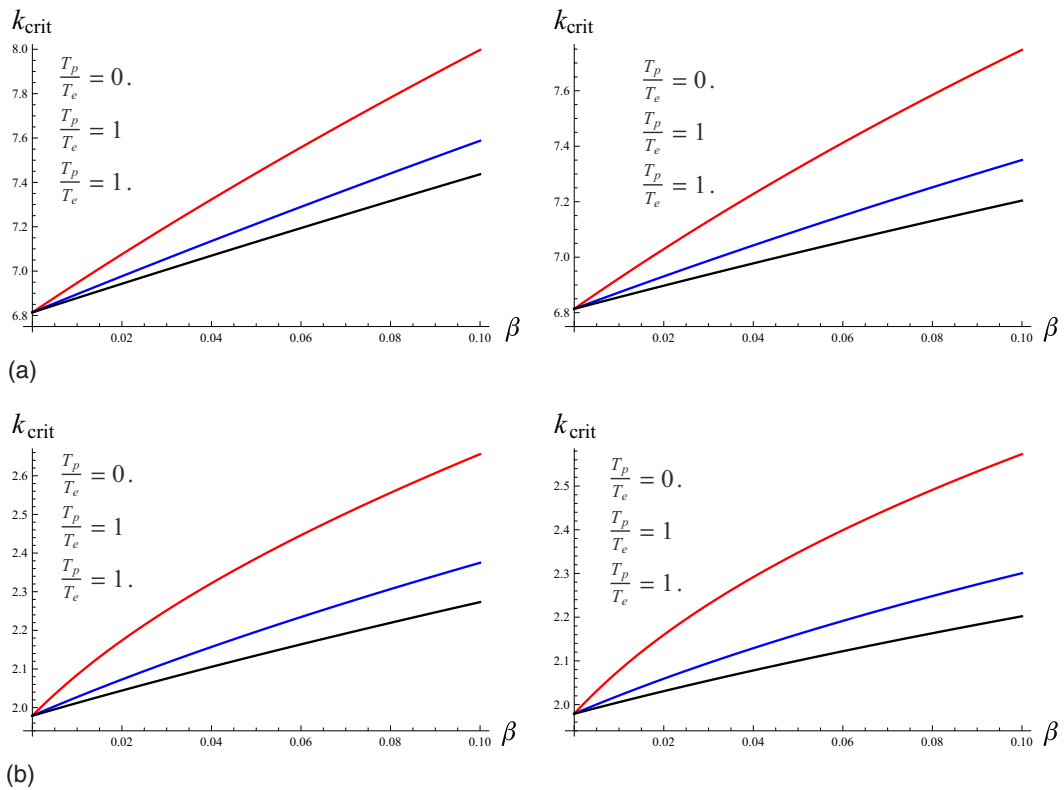 k_crit
8.0
7.6
7.2
7.0
6.8
T_p/T_e = 0.
T_p/T_e = 1
T_p/T_e = 1.
0.02 0.04 0.06 0.08 0.10 β
k_crit
7.6
7.4
7.2
7.0
6.8
T_p/T_e = 0.
T_p/T_e = 1
T_p/T_e = 1.
0.02 0.04 0.06 0.08 0.10 β
(a)
k_crit
2.6
2.5
2.4
2.3
2.2
2.1
2.0
T_p/T_e = 0.
T_p/T_e = 1
T_p/T_e = 1.
0.02 0.04 0.06 0.08 0.10 β
k_crit
2.5
2.4
2.3
2.2
2.1
2.0
T_p/T_e = 0.
T_p/T_e = 1
T_p/T_e = 1.
0.02 0.04 0.06 0.08 0.10 β
(b)